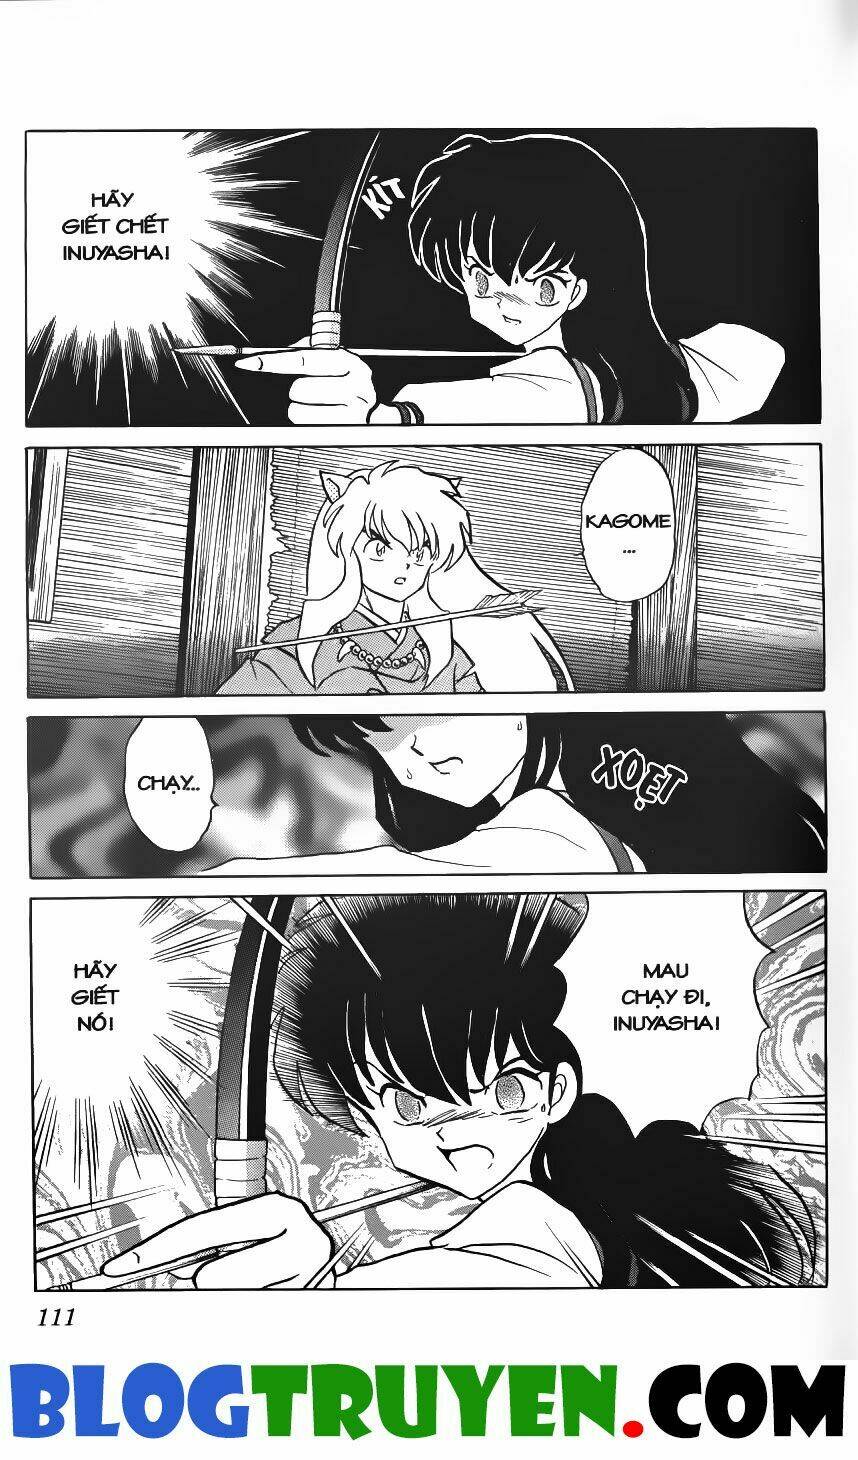 HÃY
GIẾT CHẾT
INUYASHA!
KÍT
KAGOME
...
CHẠY...
XOẸT
HÃY
GIẾT
NÓ!
MAU
CHẠY ĐI,
INUYASHA!
111
BLOGTRUYEN.COM